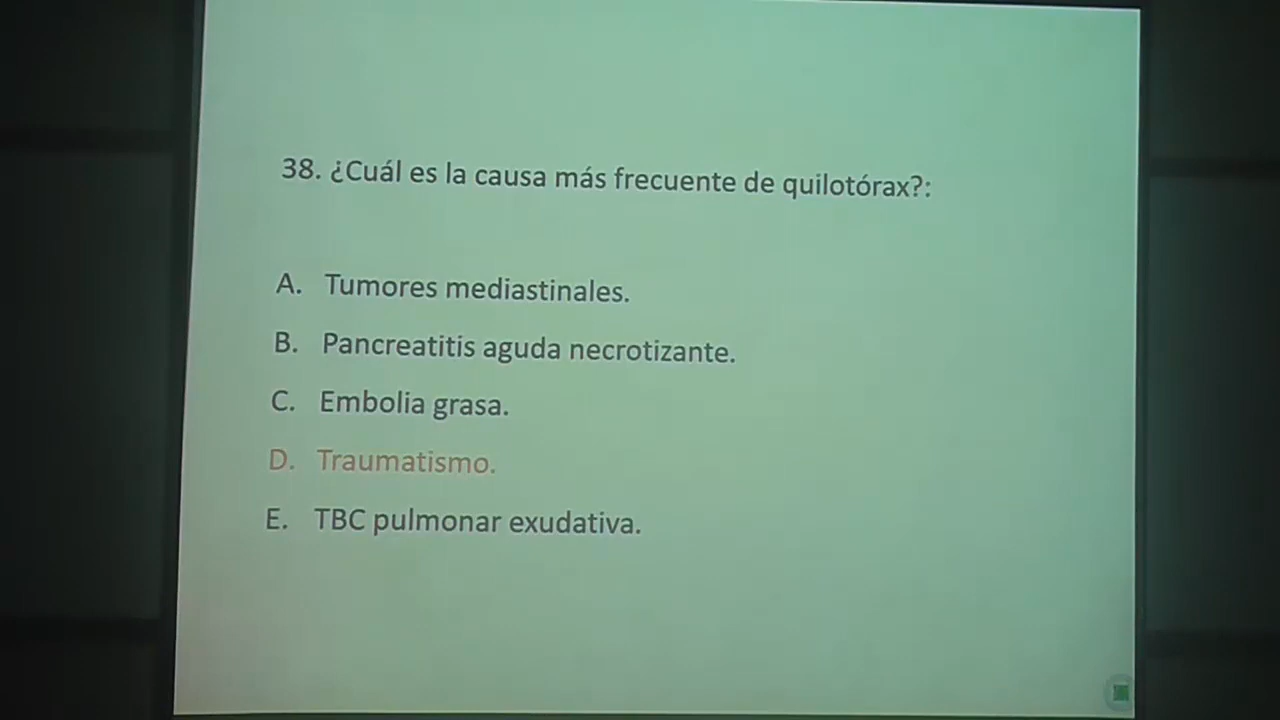 38. ¿Cuál es la causa más frecuente de quilotórax?:
A. Tumores mediastinales.
B. Pancreatitis aguda necrotizante.
C. Embolia grasa.
D. Traumatismo.
E. TBC pulmonar exudativa.